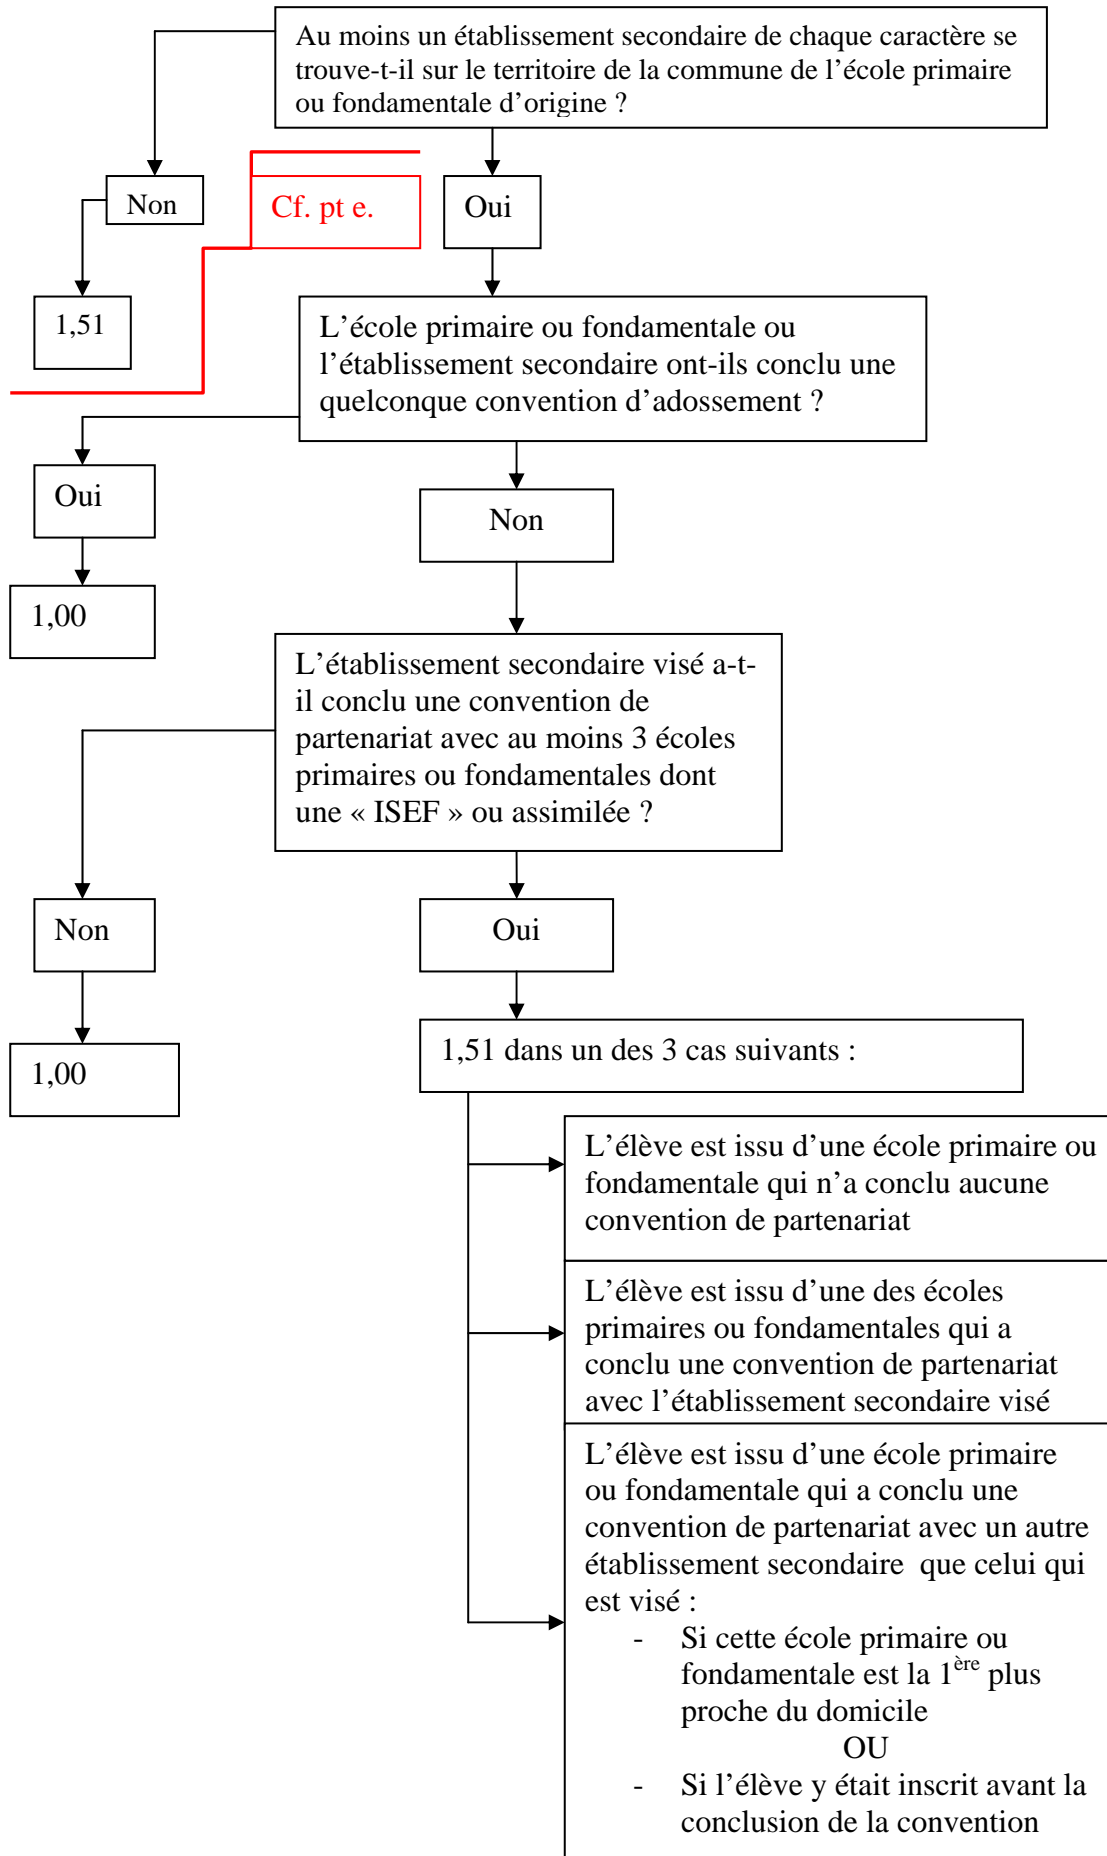 Au moins un établissement secondaire de chaque caractère se
trouve-t-il sur le territoire de la commune de l’école primaire
ou fondamentale d’origine ?
Non
Cf. pt e.
Oui
1,51
L’école primaire ou fondamentale ou
l’établissement secondaire ont-ils conclu une
quelconque convention d’adossement ?
Oui
Non
1,00
L’établissement secondaire visé a-t-
il conclu une convention de
partenariat avec au moins 3 écoles
primaires ou fondamentales dont
une « ISEF » ou assimilée ?
Non
Oui
1,00
1,51 dans un des 3 cas suivants :
L’élève est issu d’une école primaire ou
fondamentale qui n’a conclu aucune
convention de partenariat
L’élève est issu d’une des écoles
primaires ou fondamentales qui a
conclu une convention de partenariat
avec l’établissement secondaire visé
L’élève est issu d’une école primaire
ou fondamentale qui a conclu une
convention de partenariat avec un autre
établissement secondaire que celui qui
est visé :
- Si cette école primaire ou
fondamentale est la 1ère plus
proche du domicile
OU
- Si l’élève y était inscrit avant la
conclusion de la convention